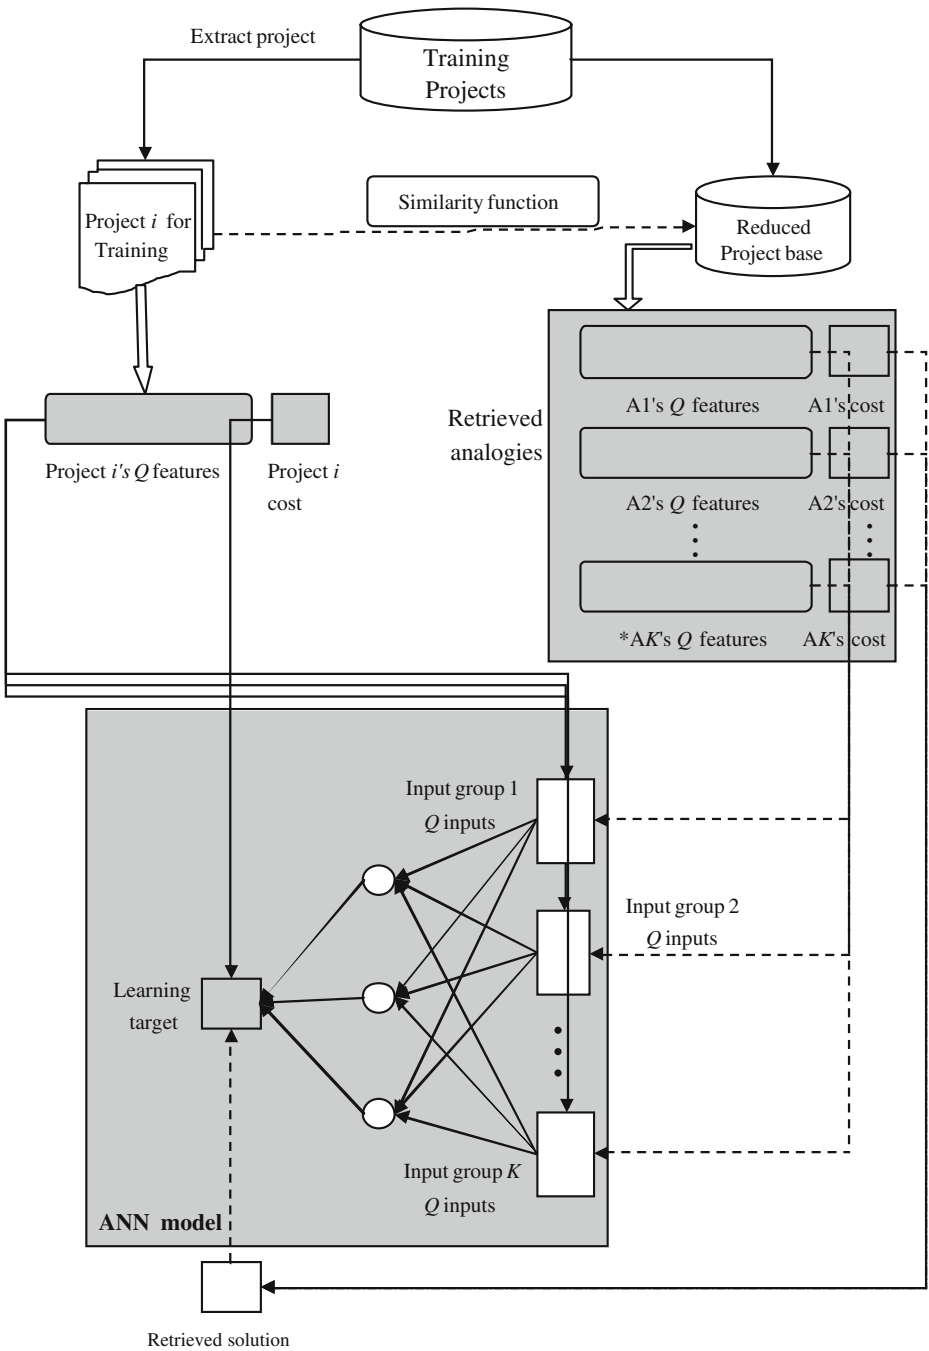 Extract project
Training
Projects
Similarity function
Project i for
Training
Reduced
Project base
A1's Q features
A1's cost
Retrieved
analogies
Project i's Q features
Project i
cost
A2's Q features
A2's cost
*AK's Q features
AK's cost
Input group 1
Q inputs
Input group 2
Q inputs
Learning
target
Input group K
Q inputs
ANN model
Retrieved solution